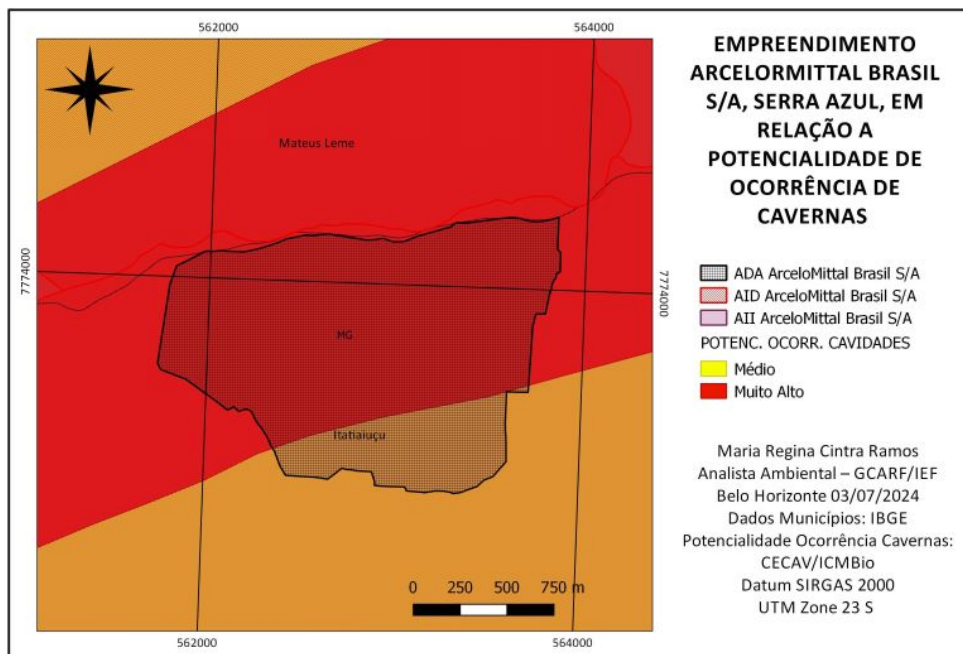 562000
564000
7774000
7774000
Mateus Leme
MG
Itatiaiuçu
0 250 500 750 m
562000
564000
EMPREENDIMENTO
ARCELORMITTAL BRASIL
S/A, SERRA AZUL, EM
RELAÇÃO A
POTENCIALIDADE DE
OCORRÊNCIA DE
CAVERNAS
ADA ArceloMittal Brasil S/A
AID ArceloMittal Brasil S/A
AII ArceloMittal Brasil S/A
POTENC. OCORR. CAVIDADES
Médio
Muito Alto
Maria Regina Cintra Ramos
Analista Ambiental – GCARF/IEF
Belo Horizonte 03/07/2024
Dados Municípios: IBGE
Potencialidade Ocorrência Cavernas:
CECAV/ICMBio
Datum SIRGAS 2000
UTM Zone 23 S